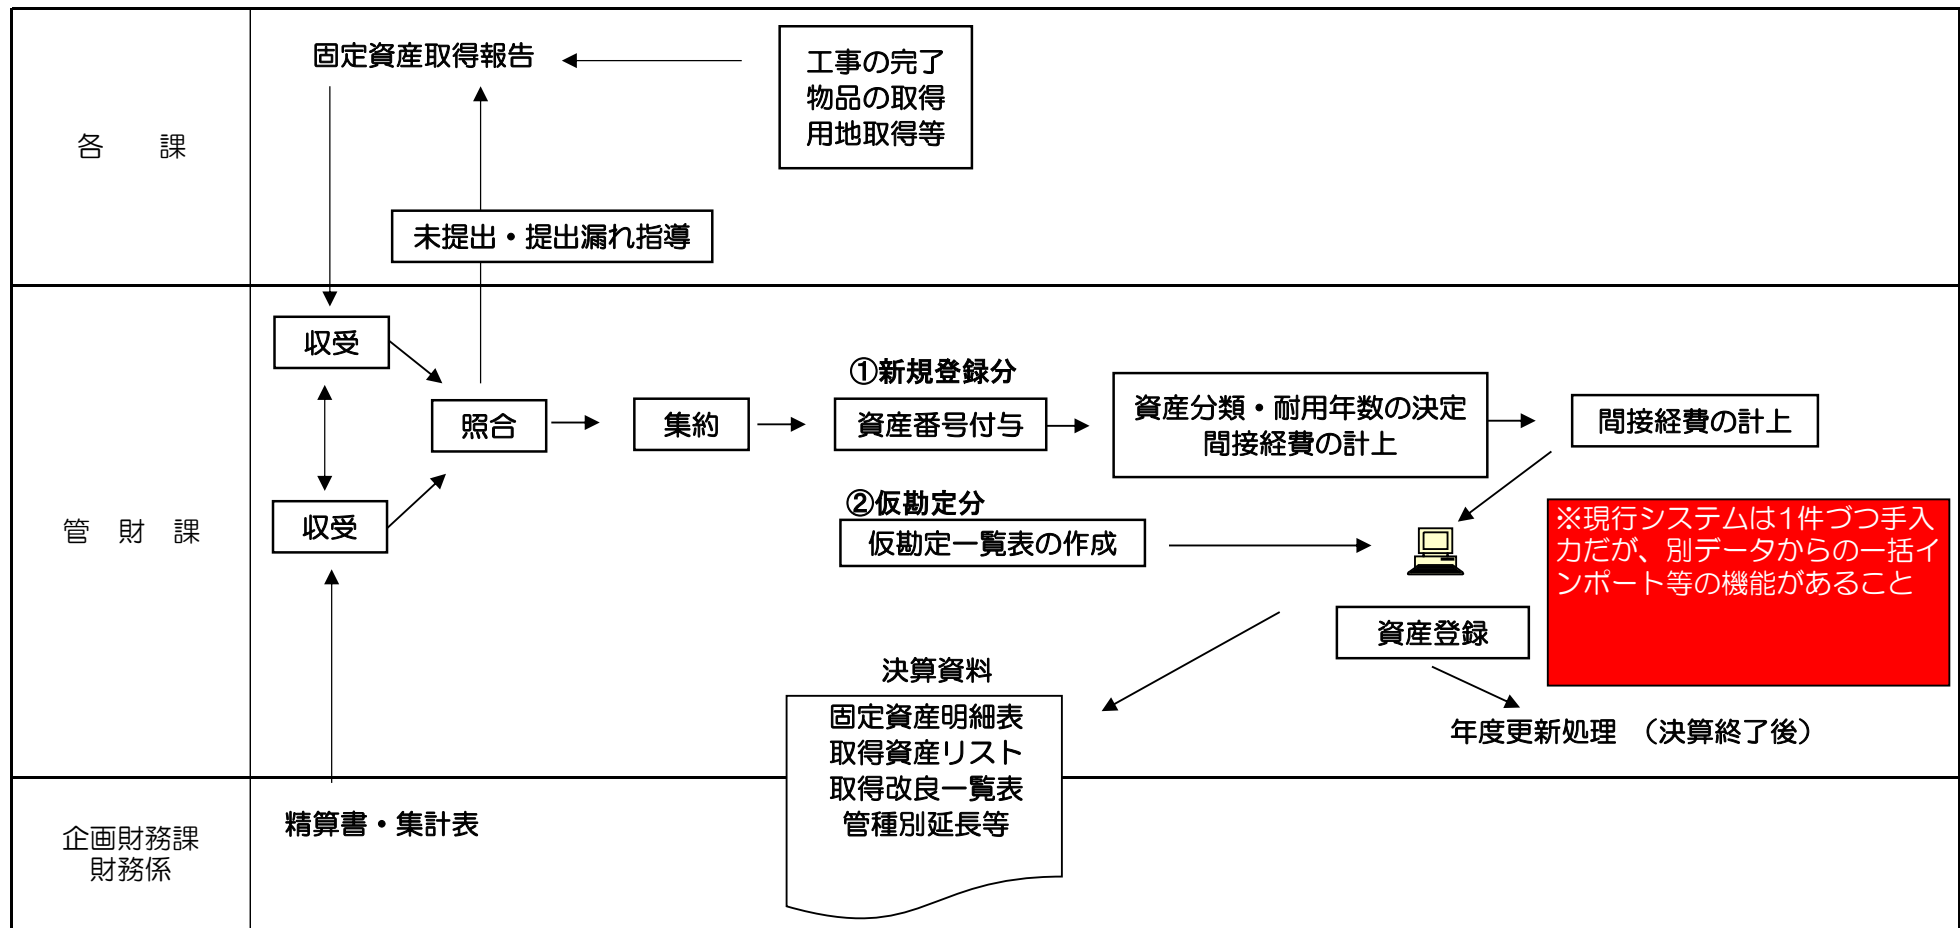 各　　課
固定資産取得報告
工事の完了
物品の取得
用地取得等
未提出・提出漏れ指導
管　財　課
収受
収受
照合
集約
①新規登録分
資産番号付与
資産分類・耐用年数の決定
間接経費の計上
間接経費の計上
②仮勘定分
仮勘定一覧表の作成
※現行システムは1件づつ手入
力だが、別データからの一括イ
ンポート等の機能があること
資産登録
年度更新処理　（決算終了後）
決算資料
固定資産明細表
取得資産リスト
取得改良一覧表
管種別延長等
企画財務課
財務係
精算書・集計表